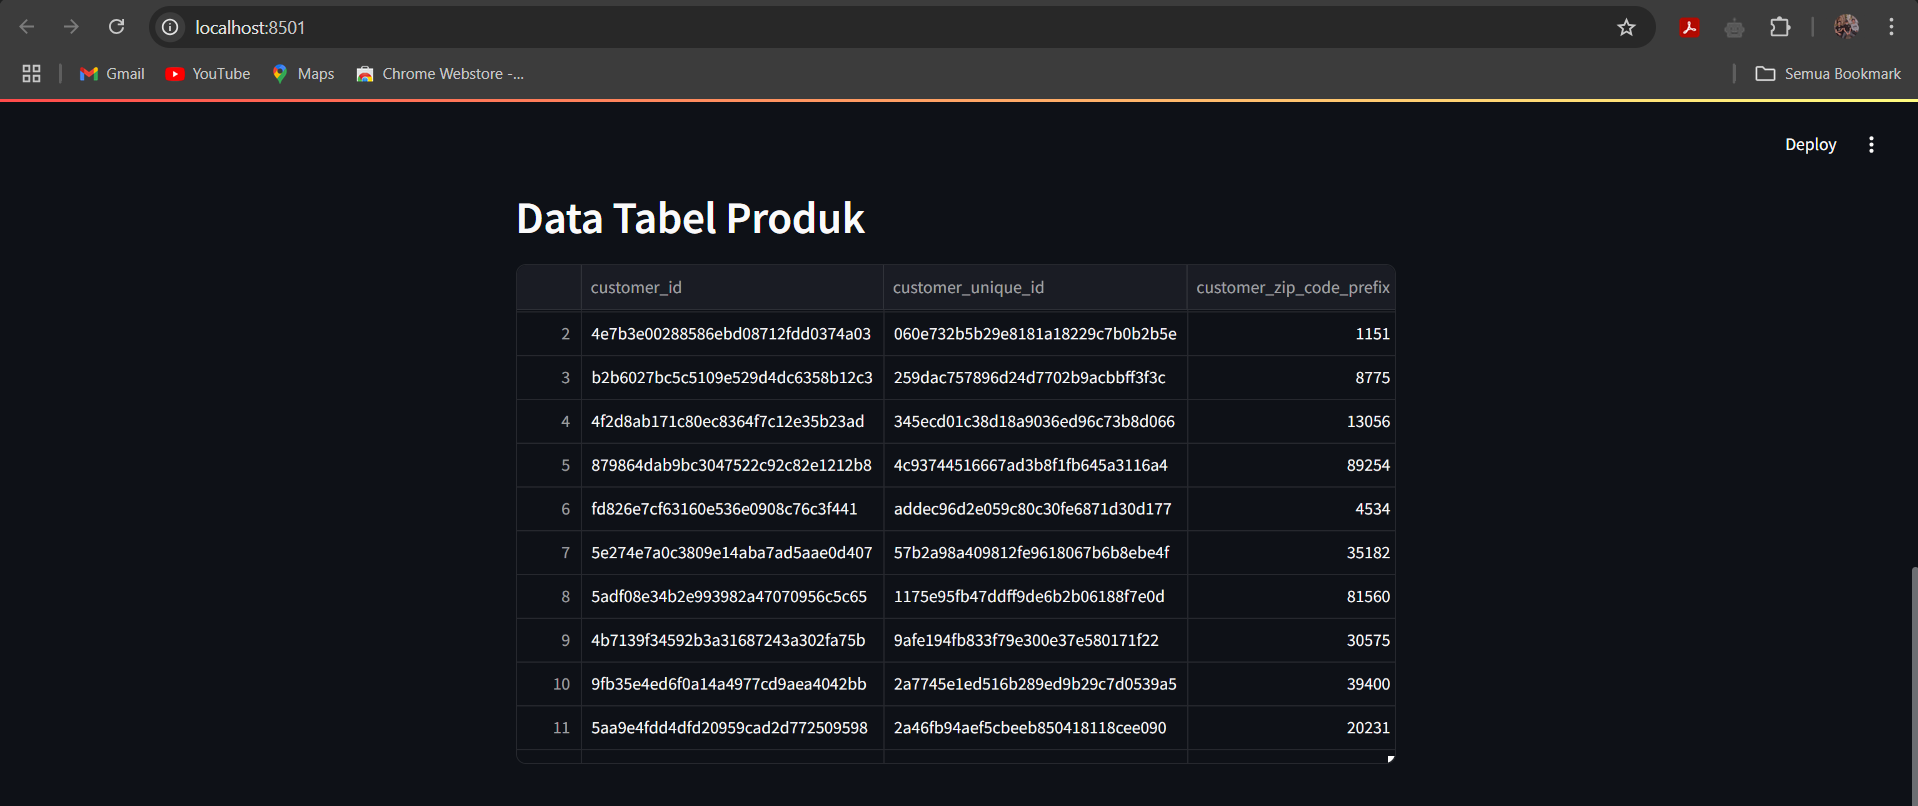 localhost:8501
Gmail YouTube Maps Chrome Webstore -... Semua Bookmark
Deploy
Data Tabel Produk
customer_id customer_unique_id customer_zip_code_prefix
2 4e7b3e00288586ebd08712fdd0374a03 060e732b5b29e8181a18229c7b0b2b5e 1151
3 b2b6027bc5c5109e529d4dc6358b12c3 259dac757896d24d7702b9acbbff3f3c 8775
4 4f2d8ab171c80ec8364f7c12e35b23ad 345ecd01c38d18a9036ed96c73b8d066 13056
5 879864dab9bc3047522c92c82e1212b8 4c93744516667ad3b8f1fb645a3116a4 89254
6 fd826e7cf63160e536e0908c76c3f441 addec96d2e059c80c30fe6871d30d177 4534
7 5e274e7a0c3809e14aba7ad5aae0d407 57b2a98a409812fe9618067b6b8ebe4f 35182
8 5adf08e34b2e993982a47070956c5c65 1175e95fb47ddff9de6b2b06188f7e0d 81560
9 4b7139f34592b3a31687243a302fa75b 9afe194fb833f79e300e37e580171f22 30575
10 9fb35e4ed6f0a14a4977cd9aea4042bb 2a7745e1ed516b289ed9b29c7d0539a5 39400
11 5aa9e4fdd4dfd20959cad2d772509598 2a46fb94aef5cbeeb850418118cee090 20231